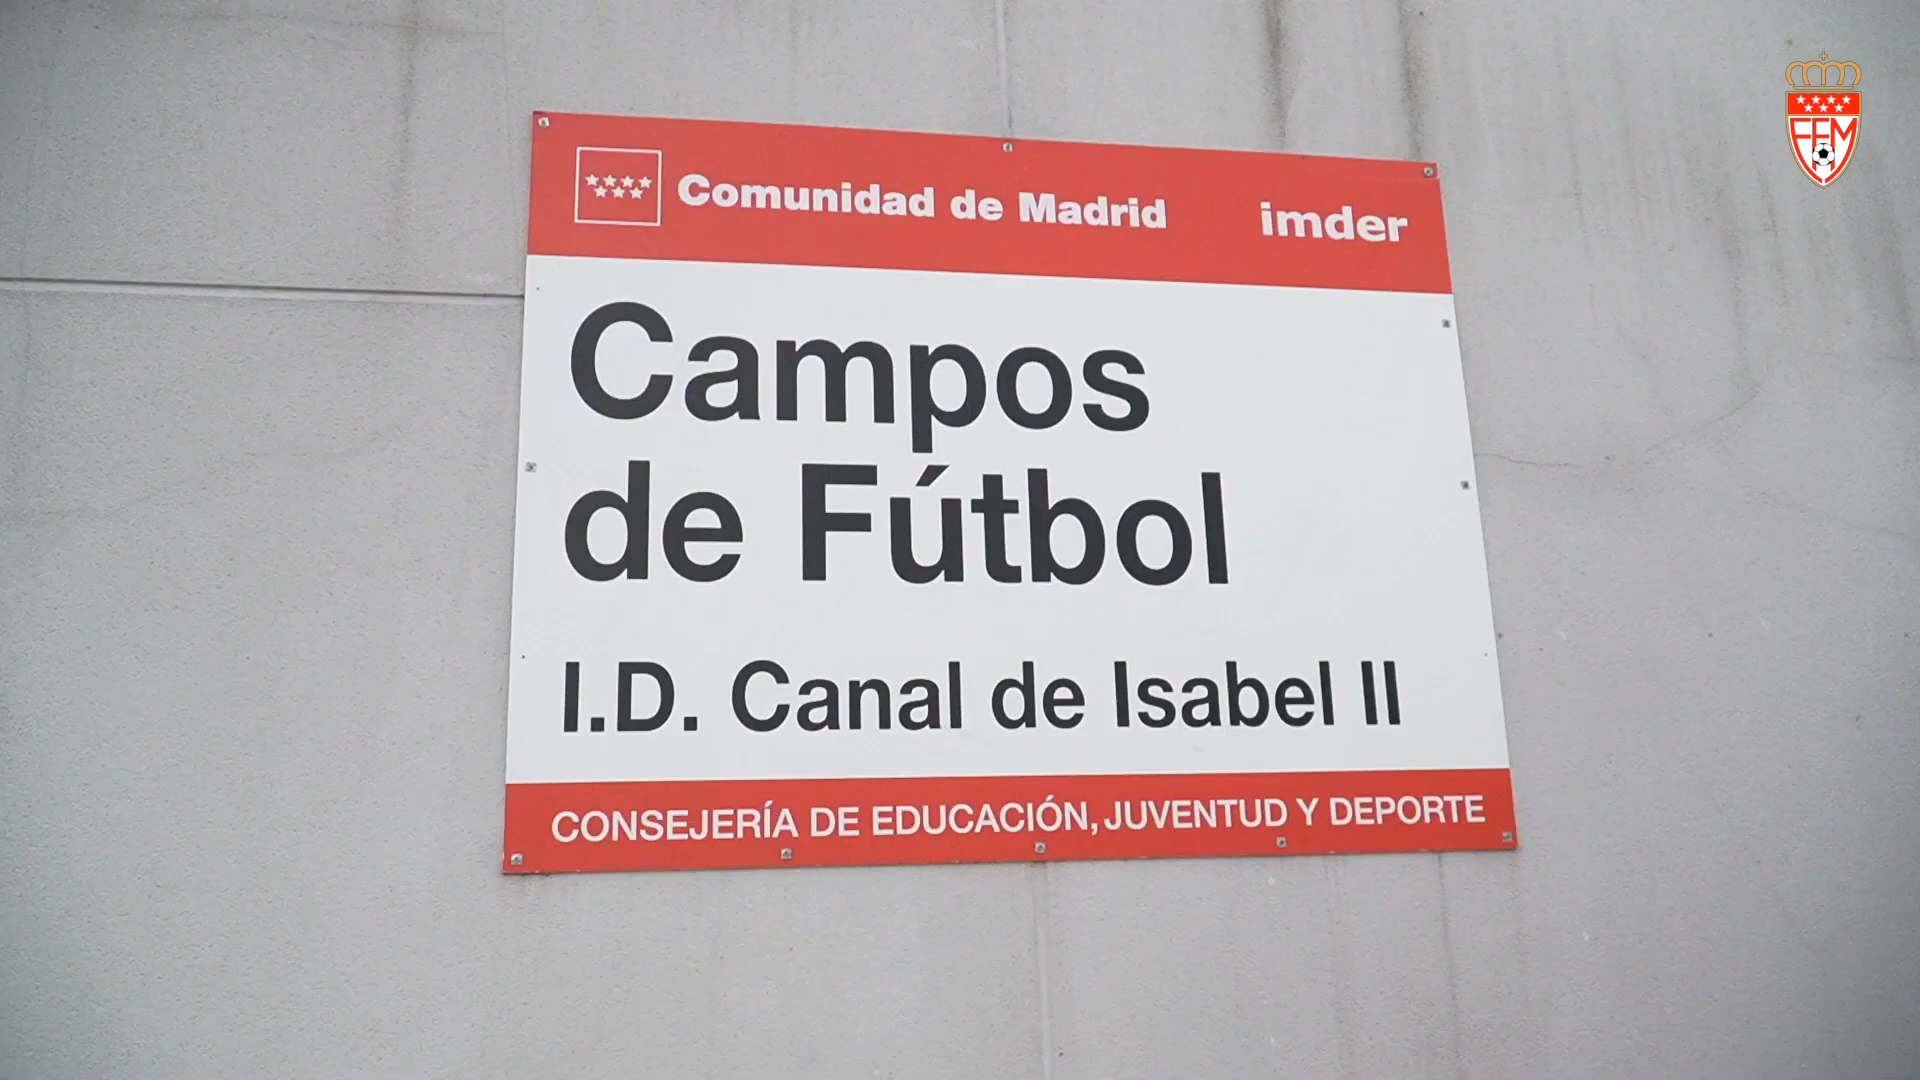 Comunidad de Madrid imder
Campos
de Fútbol
I.D. Canal de Isabel II
CONSEJERÍA DE EDUCACIÓN, JUVENTUD Y DEPORTE
FFM